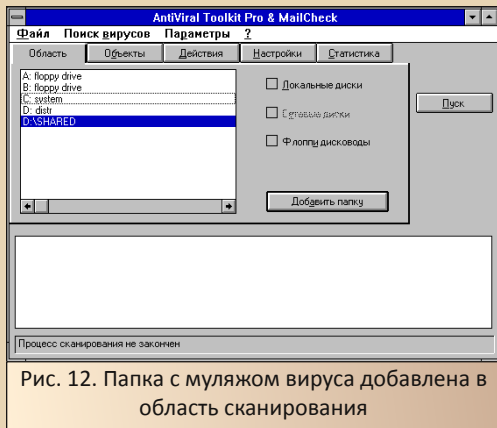 AntiViral Toolkit Pro & MailCheck
Файл Поиск вирусов Параметры ?
Область Объекты Действия Настройки Статистика
A: floppy drive
B: floppy drive
C: system
D: distr
D:\SHARED
Локальные диски
Сетевые диски
Флоппи дисководы
Пуск
Добавить папку
Процесс сканирования не закончен
Рис. 12. Папка с муляжом вируса добавлена в
область сканирования